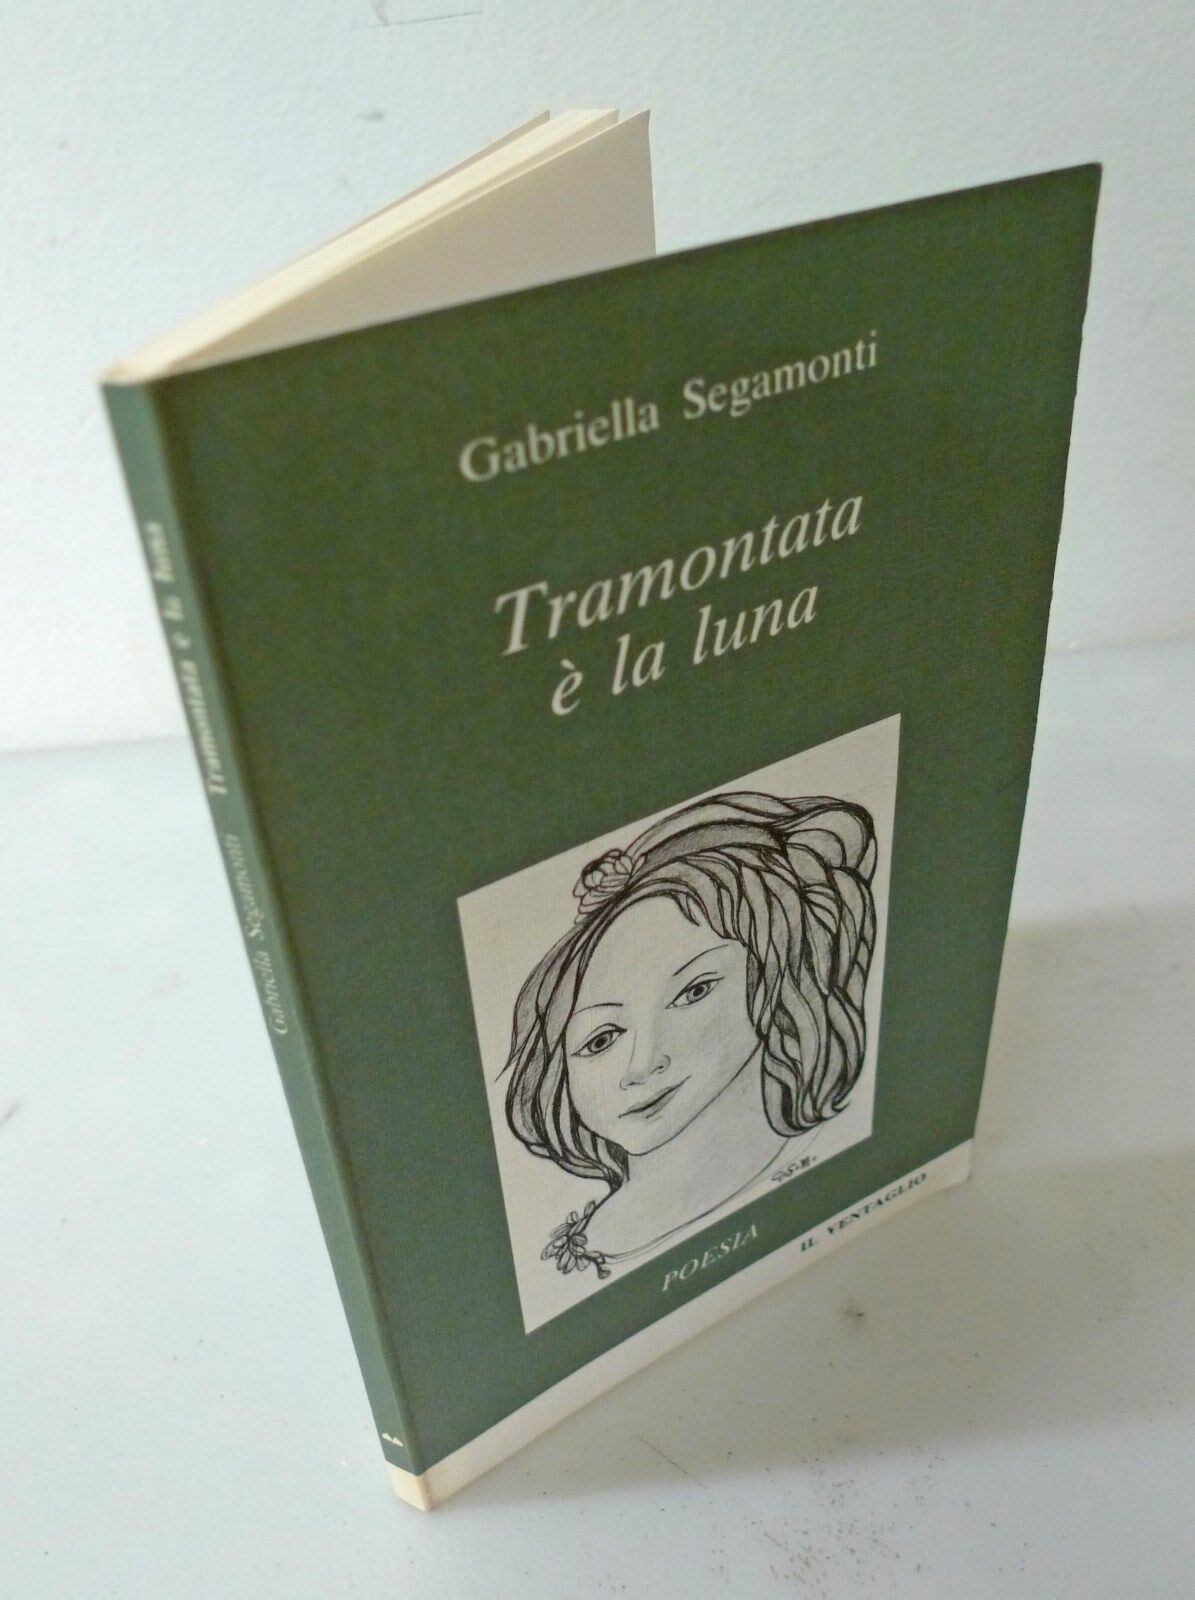 Gabriella Segamonti
Tramontata
è la luna
G.S.M.
POESIA
IL VENTAGLIO
Gabriella Segamonti Tramontata è la luna